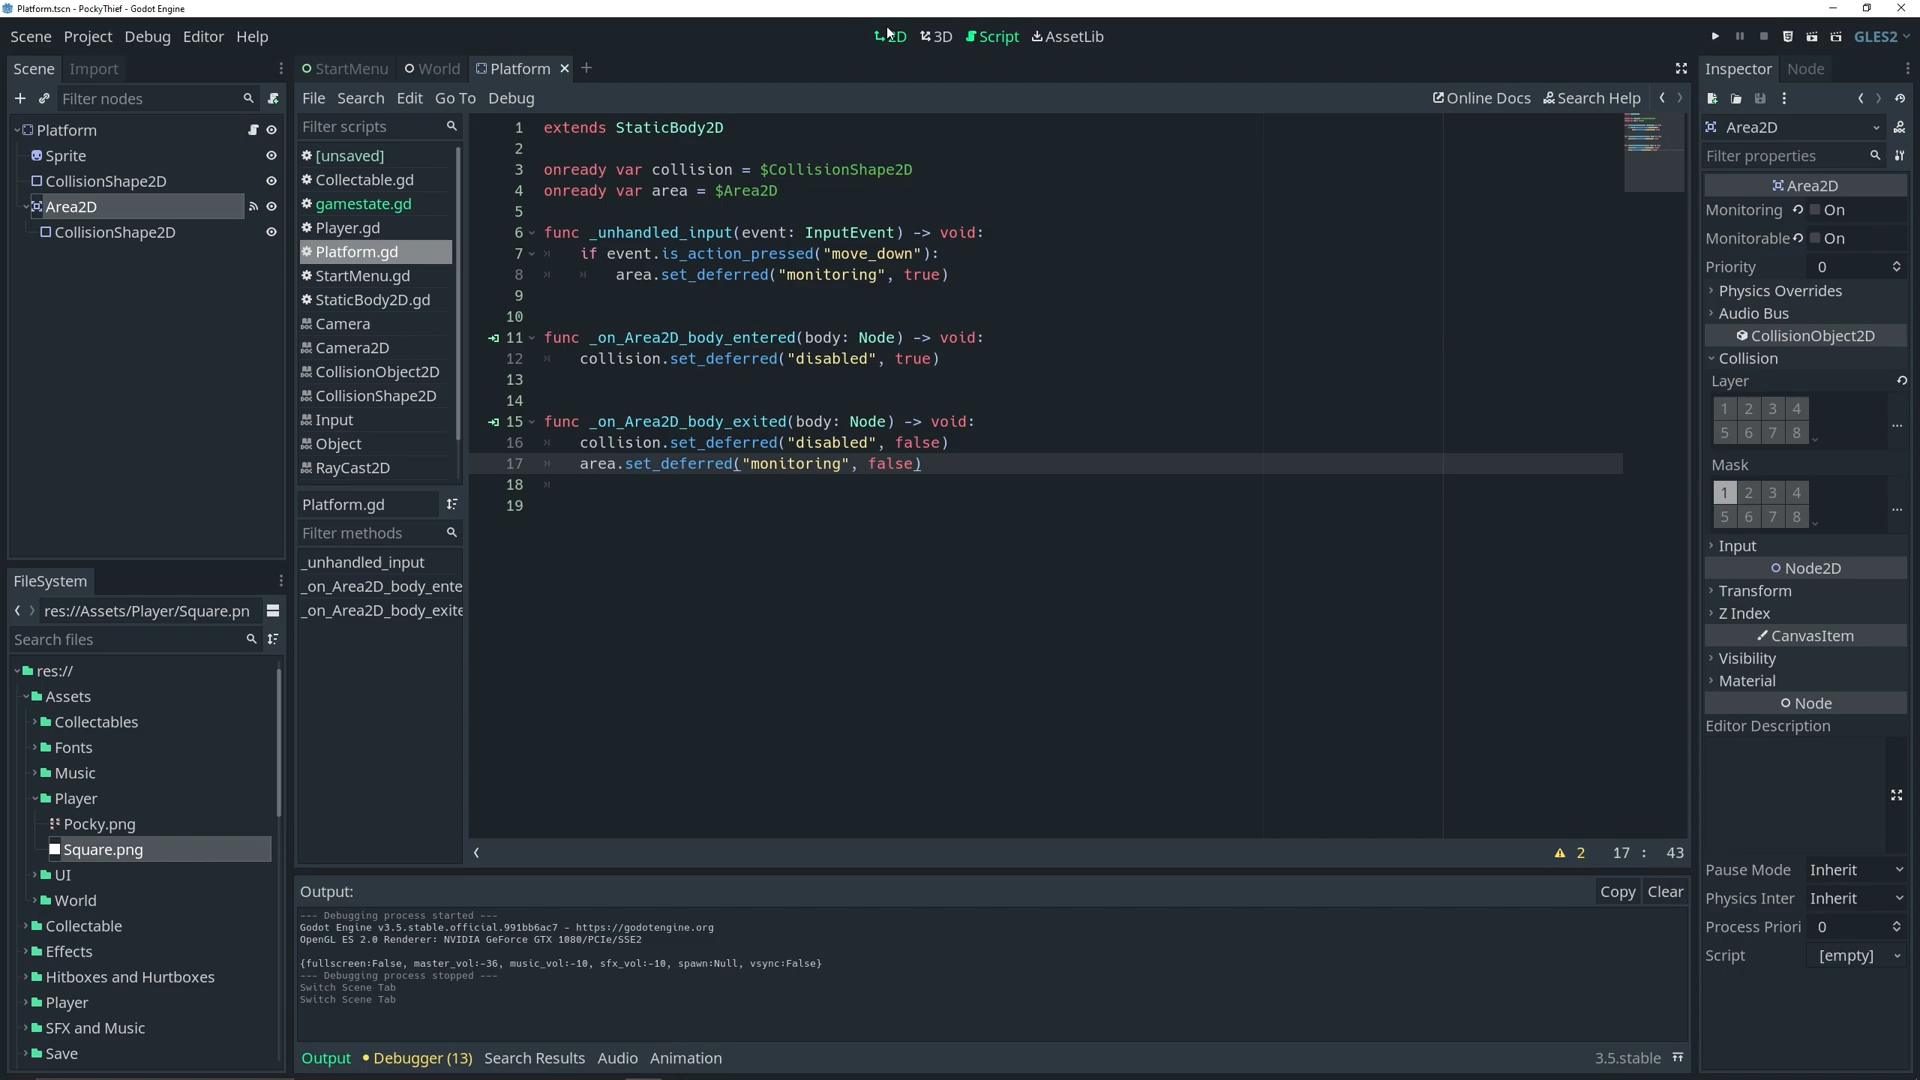 Platform.tscn - PockyThief - Godot Engine
Scene Project Debug Editor Help
2D 3D Script AssetLib
GLES2
Scene Import
Filter nodes
Platform
Sprite
CollisionShape2D
Area2D
CollisionShape2D
FileSystem
res://Assets/Player/Square.pn
Search files
res://
Assets
Collectables
Fonts
Music
Player
Pocky.png
Square.png
UI
World
Collectable
Effects
Hitboxes and Hurtboxes
Player
SFX and Music
Save
StartMenu World Platform
File Search Edit Go To Debug
Online Docs Search Help
Filter scripts
[unsaved]
Collectable.gd
gamestate.gd
Player.gd
Platform.gd
StartMenu.gd
StaticBody2D.gd
Camera
Camera2D
CollisionObject2D
CollisionShape2D
Input
Object
RayCast2D
Platform.gd
Filter methods
_unhandled_input
_on_Area2D_body_ente
_on_Area2D_body_exite
1 extends StaticBody2D
2
3 onready var collision = $CollisionShape2D
4 onready var area = $Area2D
5
6 func _unhandled_input(event: InputEvent) -> void:
7 if event.is_action_pressed("move_down"):
8 area.set_deferred("monitoring", true)
9
10
11 func _on_Area2D_body_entered(body: Node) -> void:
12 collision.set_deferred("disabled", true)
13
14
15 func _on_Area2D_body_exited(body: Node) -> void:
16 collision.set_deferred("disabled", false)
17 area.set_deferred("monitoring", false)
18
19
2 17 : 43
Output:
Copy Clear
--- Debugging process started ---
Godot Engine v3.5.stable.official.991bb6ac7 - https://godotengine.org
OpenGL ES 2.0 Renderer: NVIDIA GeForce GTX 1080/PCIe/SSE2
{fullscreen:False, master_vol:-36, music_vol:-10, sfx_vol:-10, spawn:Null, vsync:False}
--- Debugging process stopped ---
Switch Scene Tab
Switch Scene Tab
Output Debugger (13) Search Results Audio Animation
3.5.stable
Inspector Node
Area2D
Filter properties
Area2D
Monitoring On
Monitorable On
Priority 0
Physics Overrides
Audio Bus
CollisionObject2D
Collision
Layer
1 2 3 4
5 6 7 8
...
Mask
1 2 3 4
5 6 7 8
...
Input
Node2D
Transform
Z Index
CanvasItem
Visibility
Material
Node
Editor Description
Pause Mode Inherit
Physics Inter Inherit
Process Priori 0
Script [empty]